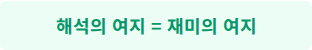 해석의 여지 = 재미의 여지